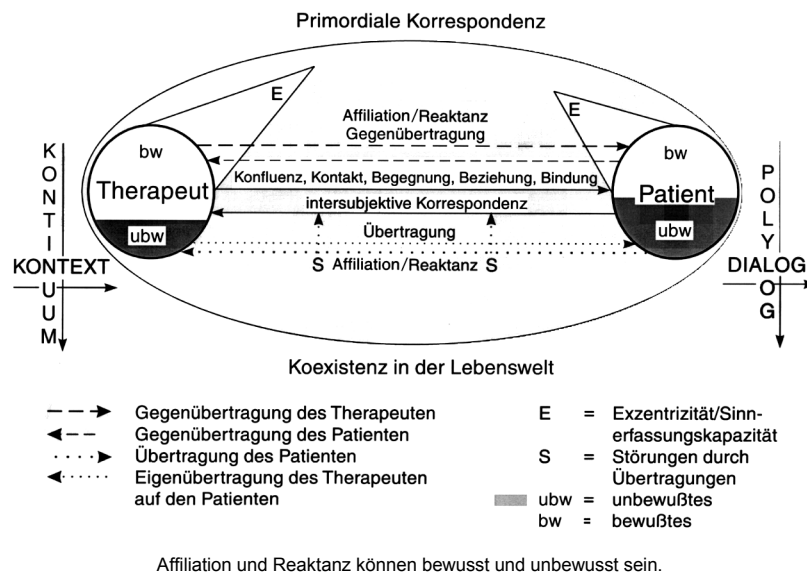 Primordiale Korrespondenz
E
E
Affiliation/Reaktanz
Gegenübertragung
bw
bw
KONTINUUM
POLYLOG
Konfluenz, Kontakt, Begegnung, Beziehung, Bindung
Therapeut
Patient
intersubjektive Korrespondenz
ubw
ubw
Übertragung
KONTEXT
S Affiliation/Reaktanz S
DIALOG
Koexistenz in der Lebenswelt
Gegenübertragung des Therapeuten
Gegenübertragung des Patienten
Übertragung des Patienten
Eigenübertragung des Therapeuten
auf den Patienten
E = Exzentrizität/Sinn-
erfassungskapazität
S = Störungen durch
Übertragungen
ubw = unbewußtes
bw = bewußtes
Affiliation und Reaktanz können bewusst und unbewusst sein.